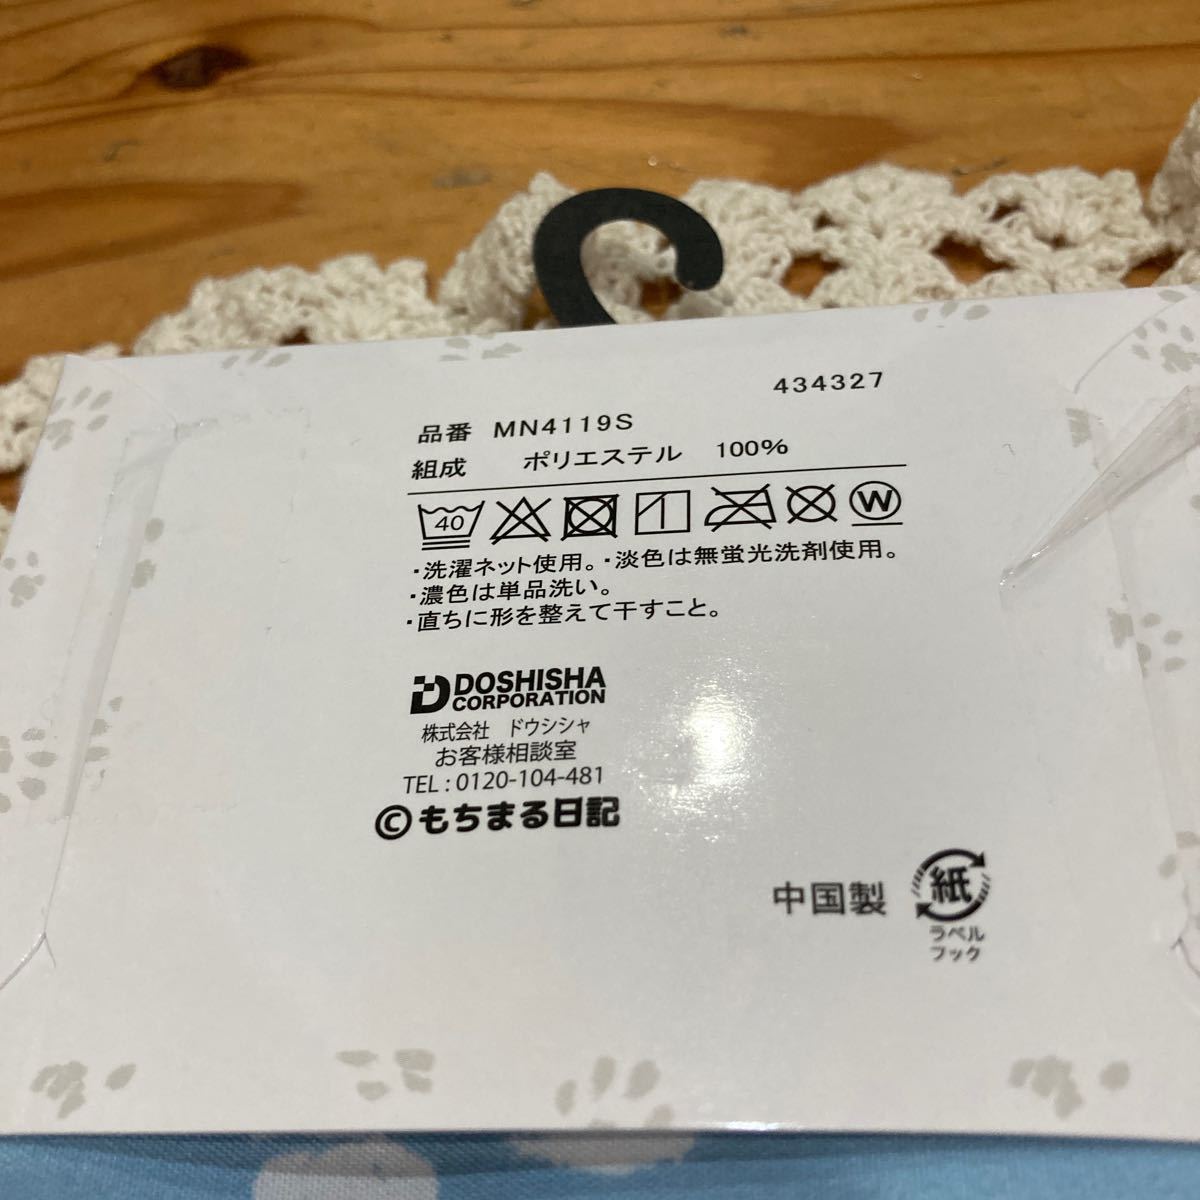 434327
品番 MN4119S
組成 ポリエステル 100%
40 W
・洗濯ネット使用。・淡色は無蛍光洗剤使用。
・濃色は単品洗い。
・直ちに形を整えて干すこと。
DOSHISHA
CORPORATION
株式会社 ドウシシャ
お客様相談室
TEL : 0120-104-481
©もちまる日記
中国製 紙
ラベル
フック